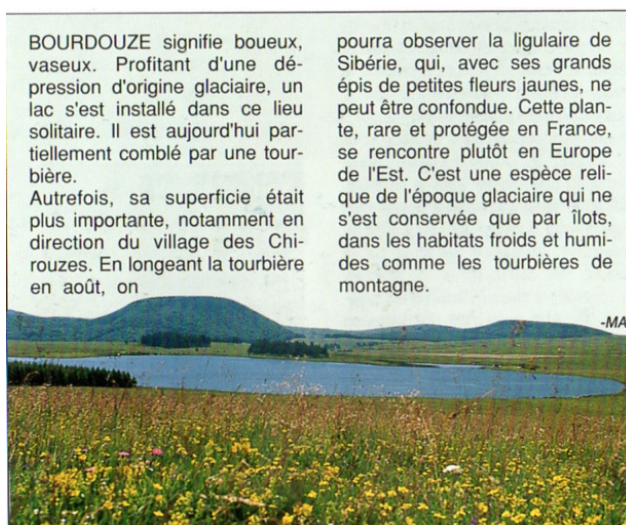 BOURDOUZE signifie boueux,
vaseux. Profitant d'une dé-
pression d'origine glaciaire, un
lac s'est installé dans ce lieu
solitaire. Il est aujourd'hui par-
tiellement comblé par une tour-
bière.
Autrefois, sa superficie était
plus importante, notamment en
direction du village des Chi-
rouzes. En longeant la tourbière
en août, on
pourra observer la ligulaire de
Sibérie, qui, avec ses grands
épis de petites fleurs jaunes, ne
peut être confondue. Cette plan-
te, rare et protégée en France,
se rencontre plutôt en Europe
de l'Est. C'est une espèce reli-
que de l'époque glaciaire qui ne
s'est conservée que par îlots,
dans les habitats froids et humi-
des comme les tourbières de
montagne.
-MA